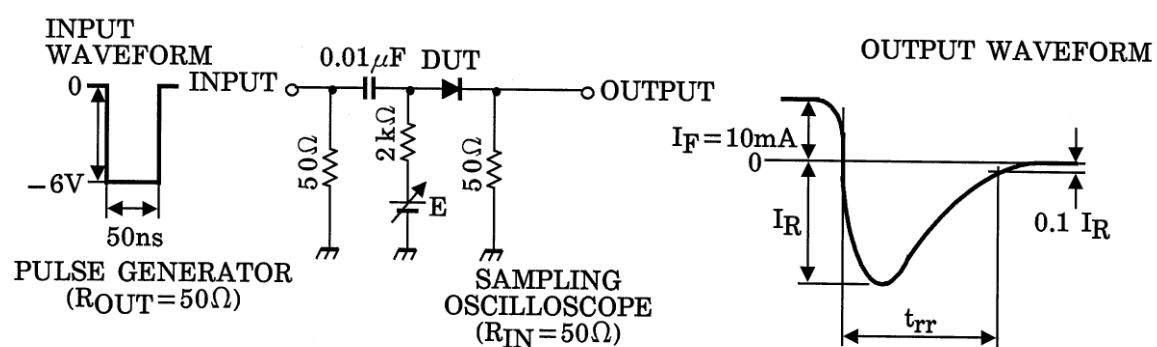 INPUT
WAVEFORM
0
−6V
50ns
PULSE GENERATOR
(ROUT=50Ω)
INPUT
0.01μF
DUT
OUTPUT
50Ω
2kΩ
E
50Ω
SAMPLING
OSCILLOSCOPE
(RIN=50Ω)
OUTPUT WAVEFORM
IF=10mA
0
IR
0.1 IR
trr